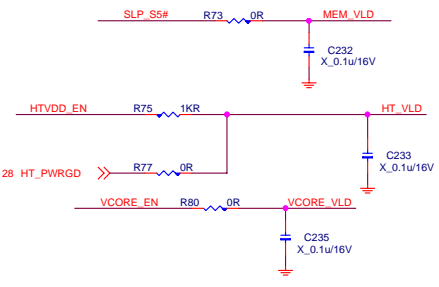 SLP_S5# R73 0R MEM_VLD
C232
X_0.1u/16V
HTVDD_EN R75 1KR HT_VLD
C233
X_0.1u/16V
28 HT_PWRGD R77 0R
VCORE_EN R80 0R VCORE_VLD
C235
X_0.1u/16V